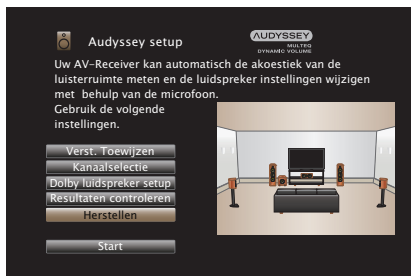 Audyssey setup
AUDYSSEY
MULTEQ
DYNAMIC VOLUME
Uw AV-Receiver kan automatisch de akoestiek van de
luisterruimte meten en de luidspreker instellingen wijzigen
met behulp van de microfoon.
Gebruik de volgende
instellingen.
Verst. Toewijzen
Kanaalselectie
Dolby luidspreker setup
Resultaten controleren
Herstellen
Start